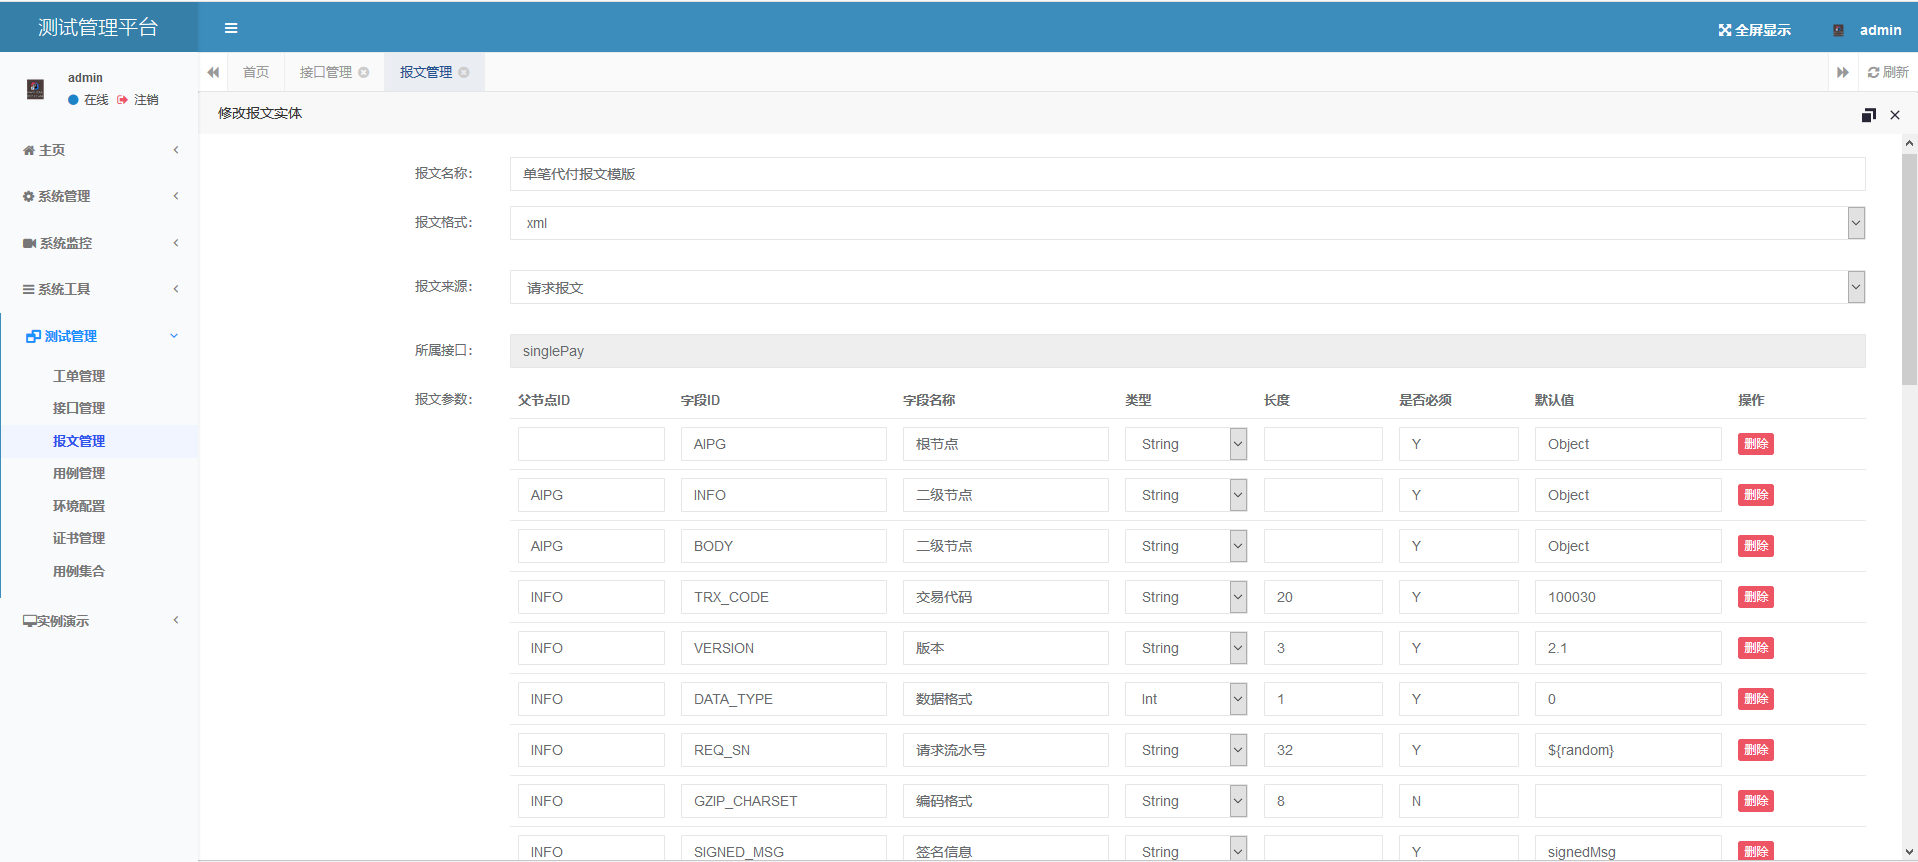 测试管理平台
全屏显示
admin
admin
在线 注销
首页
接口管理
报文管理
刷新
修改报文实体
主页
系统管理
系统监控
系统工具
测试管理
工单管理
接口管理
报文管理
用例管理
环境配置
证书管理
用例集合
实例演示
报文名称: 单笔代付报文模版
报文格式: xml
报文来源: 请求报文
所属接口: singlePay
报文参数: 父节点ID 字段ID 字段名称 类型 长度 是否必须 默认值 操作
AIPG 根节点 String Y Object 删除
AIPG INFO 二级节点 String Y Object 删除
AIPG BODY 二级节点 String Y Object 删除
INFO TRX_CODE 交易代码 String 20 Y 100030 删除
INFO VERSION 版本 String 3 Y 2.1 删除
INFO DATA_TYPE 数据格式 Int 1 Y 0 删除
INFO REQ_SN 请求流水号 String 32 Y ${random} 删除
INFO GZIP_CHARSET 编码格式 String 8 N 删除
INFO SIGNED_MSG 签名信息 String Y signedMsg 删除